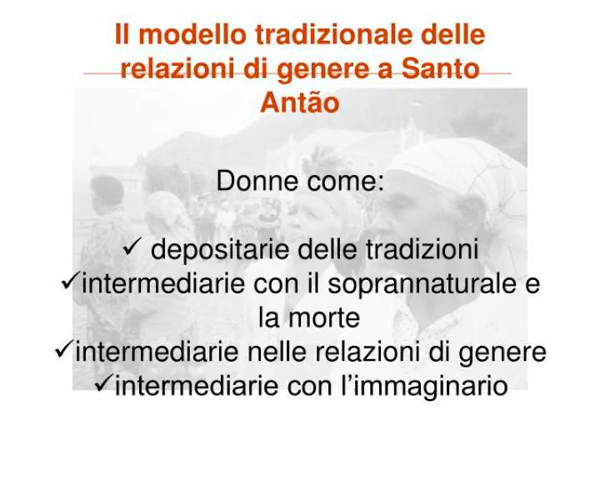 Il modello tradizionale delle
relazioni di genere a Santo
Antão
Donne come:
✓ depositarie delle tradizioni
✓intermediarie con il soprannaturale e
la morte
✓intermediarie nelle relazioni di genere
✓intermediarie con l’immaginario